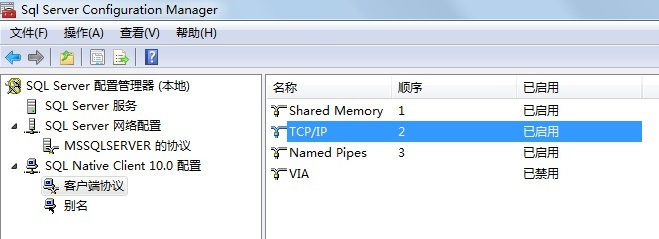 Sql Server Configuration Manager
文件(F) 操作(A) 查看(V) 帮助(H)
SQL Server 配置管理器 (本地)
SQL Server 服务
SQL Server 网络配置
MSSQLSERVER 的协议
SQL Native Client 10.0 配置
客户端协议
别名
名称 顺序 已启用
Shared Memory 1 已启用
TCP/IP 2 已启用
Named Pipes 3 已启用
VIA 已禁用